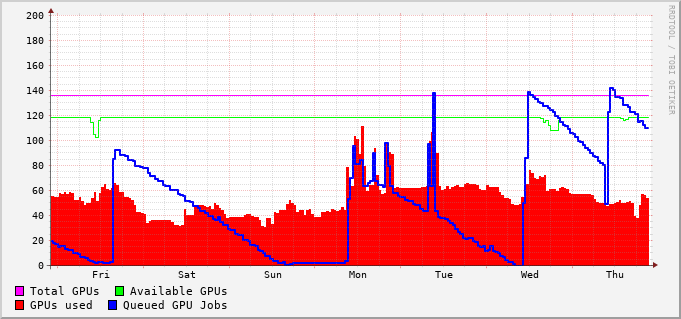 200
180
160
140
120
100
80
60
40
20
0
Fri Sat Sun Mon Tue Wed Thu
Total GPUs Available GPUs
GPUs used Queued GPU Jobs
RRDTOOL / TOBI OETIKER